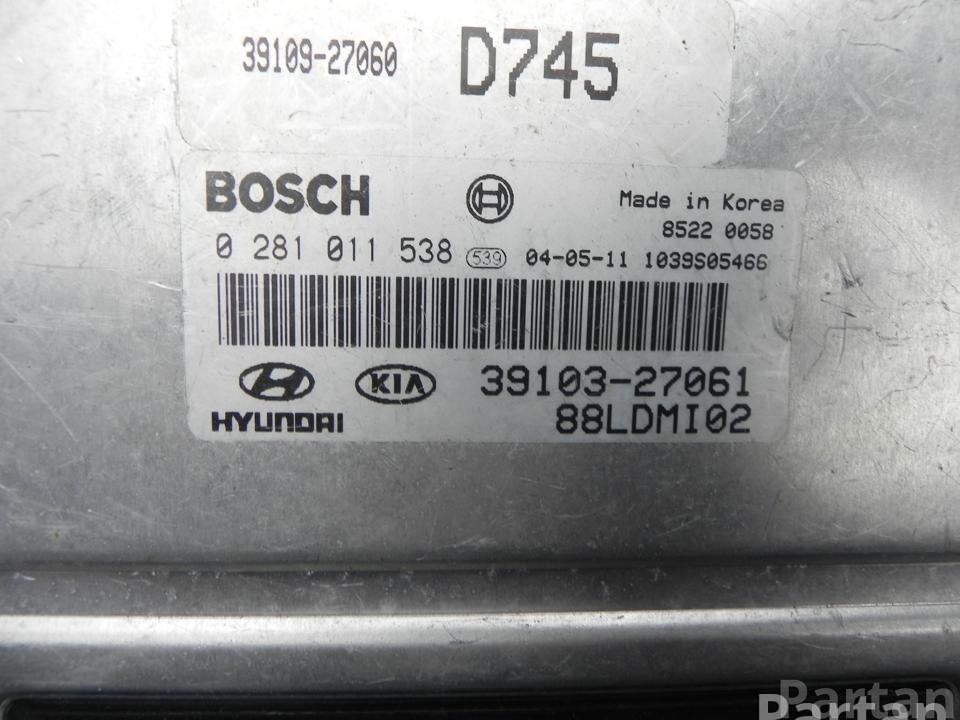 39109-27060 D745
BOSCH Made in Korea
8522 0058
0 281 011 538 539 04-05-11 1039S05466
KIA 39103-27061
HYUNDAI 88LDMI02
Partan
Partan